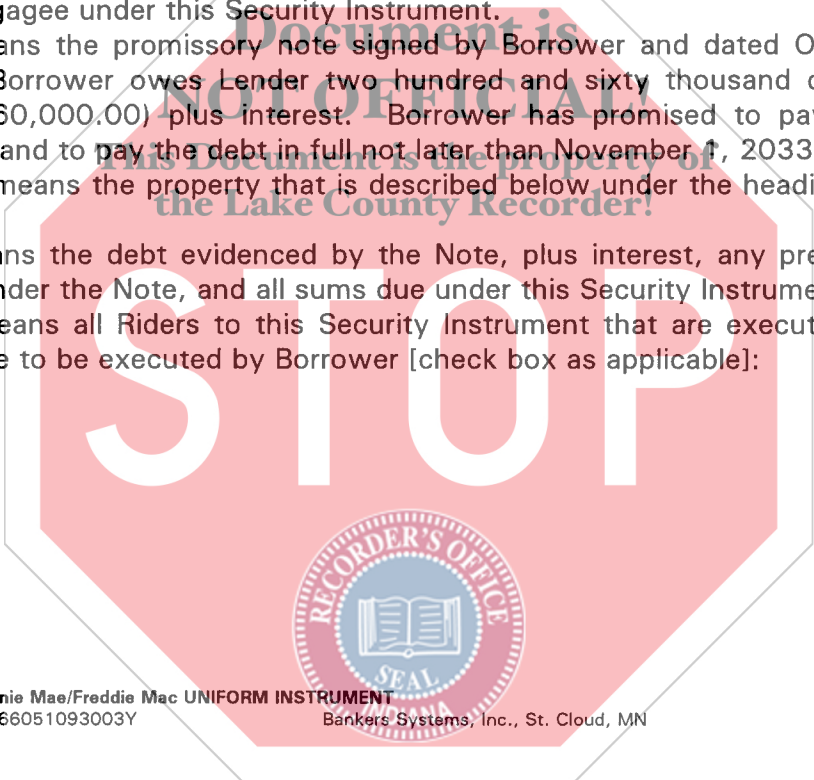 gagee under this Security Instrument.
Document is
ans the promissory note signed by Borrower and dated O
Borrower owes Lender two hundred and sixty thousand
NOT OFFICIAL!
60,000.00) plus interest. Borrower has promised to pa
and to pay the debt in full not later than November 1, 2033
This Document is the property of
means the property that is described below under the headi
the Lake County Recorder!
ns the debt evidenced by the Note, plus interest, any pre
nder the Note, and all sums due under this Security Instrume
eans all Riders to this Security Instrument that are execut
e to be executed by Borrower [check box as applicable]:
STOP
RECORDER'S OFFICE
SEAL
INDIANA
nie Mae/Freddie Mac UNIFORM INSTRUMENT
66051093003Y Bankers Systems, Inc., St. Cloud, MN